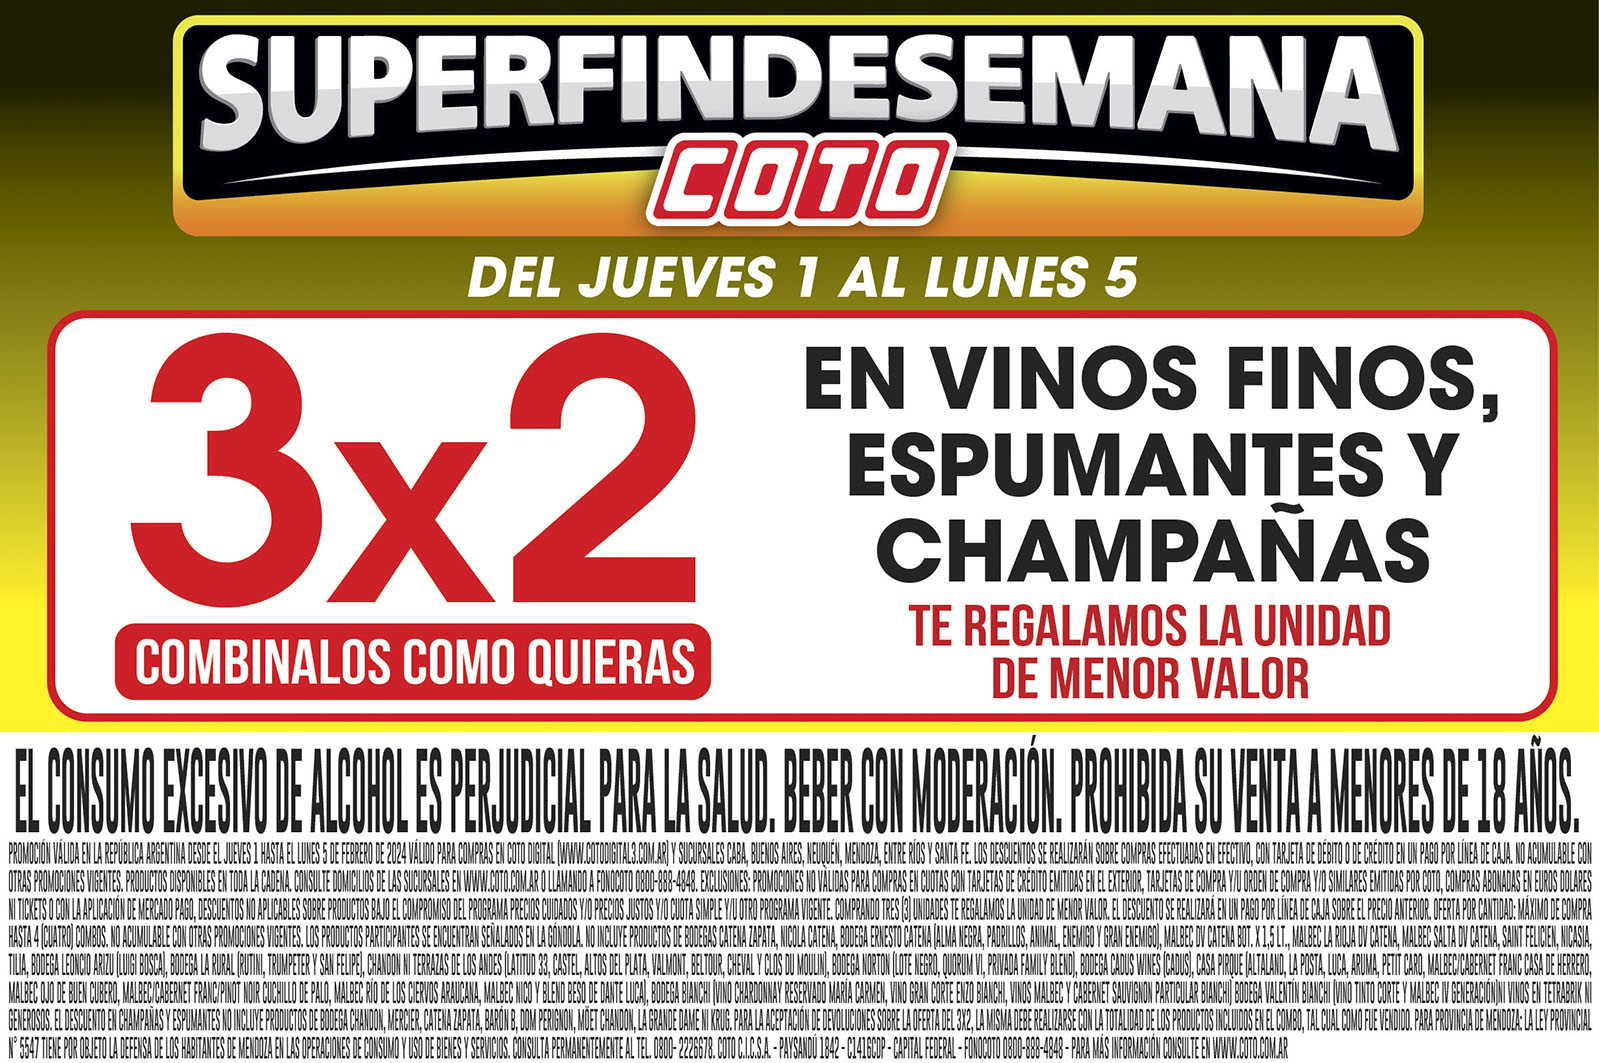 SUPERFINDESEMANA
COTO
DEL JUEVES 1 AL LUNES 5
3x2
COMBINALOS COMO QUIERAS
EN VINOS FINOS,
ESPUMANTES Y
CHAMPAÑAS
TE REGALAMOS LA UNIDAD
DE MENOR VALOR
EL CONSUMO EXCESIVO DE ALCOHOL ES PERJUDICIAL PARA LA SALUD. BEBER CON MODERACIÓN. PROHIBIDA SU VENTA A MENORES DE 18 AÑOS.
PROMOCIÓN VÁLIDA EN LA REPÚBLICA ARGENTINA DESDE EL JUEVES 1 HASTA EL LUNES 5 DE FEBRERO DE 2024 VÁLIDO PARA COMPRAS EN COTO DIGITAL (WWW.COTODIGITAL3.COM.AR) Y SUCURSALES CABA, BUENOS AIRES, NEUQUÉN, MENDOZA, ENTRE RÍOS Y SANTA FE. LOS DESCUENTOS SE REALIZARÁN SOBRE COMPRAS EFECTUADAS EN EFECTIVO, CON TARJETA DE DÉBITO O DE CRÉDITO EN UN PAGO POR LÍNEA DE CAJA. NO ACUMULABLE CON
OTRAS PROMOCIONES VIGENTES. PRODUCTOS DISPONIBLES EN TODA LA CADENA. CONSULTE DOMICILIOS DE LAS SUCURSALES EN WWW.COTO.COM.AR O LLAMANDO A FONOCOTO 0800-888-4848. EXCLUSIONES: PROMOCIONES NO VÁLIDAS PARA COMPRAS EN CUOTAS CON TARJETAS DE CRÉDITO EMITIDAS EN EL EXTERIOR, TARJETAS DE COMPRA Y/U ORDEN DE COMPRA Y/O SIMILARES EMITIDAS POR COTO, COMPRAS ABONADAS EN EUROS DOLARES
NI TICKETS O CON LA APLICACIÓN DE MERCADO PAGO, DESCUENTOS NO APLICABLES SOBRE PRODUCTOS BAJO EL COMPROMISO DEL PROGRAMA PRECIOS CUIDADOS Y/O PRECIOS JUSTOS Y/O CUOTA SIMPLE Y/U OTRO PROGRAMA VIGENTE. COMPRANDO TRES (3) UNIDADES TE REGALAMOS LA UNIDAD DE MENOR VALOR. EL DESCUENTO SE REALIZARÁ EN UN PAGO POR LÍNEA DE CAJA SOBRE EL PRECIO ANTERIOR. OFERTA POR CANTIDAD: MÁXIMO DE COMPRA
HASTA 4 (CUATRO) COMBOS. NO ACUMULABLE CON OTRAS PROMOCIONES VIGENTES. LOS PRODUCTOS PARTICIPANTES SE ENCUENTRAN SEÑALADOS EN LA GÓNDOLA. NO INCLUYE PRODUCTOS DE BODEGAS CATENA ZAPATA, NICOLA CATENA, BODEGA ERNESTO CATENA (ALMA NEGRA, PADRILLOS, ANIMAL, ENEMIGO Y GRAN ENEMIGO), MALBEC DV CATENA BOT. X 1,5 LT., MALBEC LA RIOJA DV CATENA, MALBEC SALTA DV CATENA, SAINT FELICIEN, NICASIA,
TILIA, BODEGA LEONCIO ARIZU (LUIGI BOSCA), BODEGA LA RURAL (RUTINI, TRUMPETER Y SAN FELIPE), CHANDON NI TERRAZAS DE LOS ANDES (LATITUD 33, CASTEL, ALTOS DEL PLATA, VALMONT, BELTOUR, CHEVAL Y CLOS DU MOULIN), BODEGA NORTON (LOTE NEGRO, QUORUM VI, PRIVADA FAMILY BLEND), BODEGA CADUS WINES (CADUS), CASA PIRQUE (ALTALAND, LA POSTA, LUCA, ARUMA, PETIT CARO, MALBEC/CABERNET FRANC CASA DE HERRERO,
MALBEC OJO DE BUEN CUBERO, MALBEC/CABERNET FRANC/PINOT NOIR CUCHILLO DE PALO, MALBEC RÍO DE LOS CIERVOS ARAUCANA, MALBEC NICO Y BLEND BESO DE DANTE LUCA), BODEGA BIANCHI (VINO CHARDONNAY RESERVADO MARÍA CARMEN, VINO GRAN CORTE ENZO BIANCHI, VINOS MALBEC Y CABERNET SAUVIGNON PARTICULAR BIANCHI) BODEGA VALENTÍN BIANCHI (VINO TINTO CORTE Y MALBEC IV GENERACIÓN)NI VINOS EN TETRABRIK NI
GENEROSOS. EL DESCUENTO EN CHAMPAÑAS Y ESPUMANTES NO INCLUYE PRODUCTOS DE BODEGA CHANDON, MERCIER, CATENA ZAPATA, BARÓN B, DOM PERIGNON, MÖET CHANDON, LA GRANDE DAME NI KRUG. PARA LA ACEPTACIÓN DE DEVOLUCIONES SOBRE LA OFERTA DEL 3X2, LA MISMA DEBE REALIZARSE CON LA TOTALIDAD DE LOS PRODUCTOS INCLUIDOS EN EL COMBO, TAL CUAL COMO FUE VENDIDO. PARA PROVINCIA DE MENDOZA: LA LEY PROVINCIAL
N° 5547 TIENE POR OBJETO LA DEFENSA DE LOS HABITANTES DE MENDOZA EN LAS OPERACIONES DE CONSUMO Y USO DE BIENES Y SERVICIOS. CONSULTA PERMANENTEMENTE AL TEL. 0800- 2226678. COTO C.I.C.S.A. - PAYSANDÚ 1842 - C1416CDP - CAPITAL FEDERAL - FONOCOTO 0800-888-4848 - PARA MÁS INFORMACIÓN CONSULTE EN WWW.COTO.COM.AR